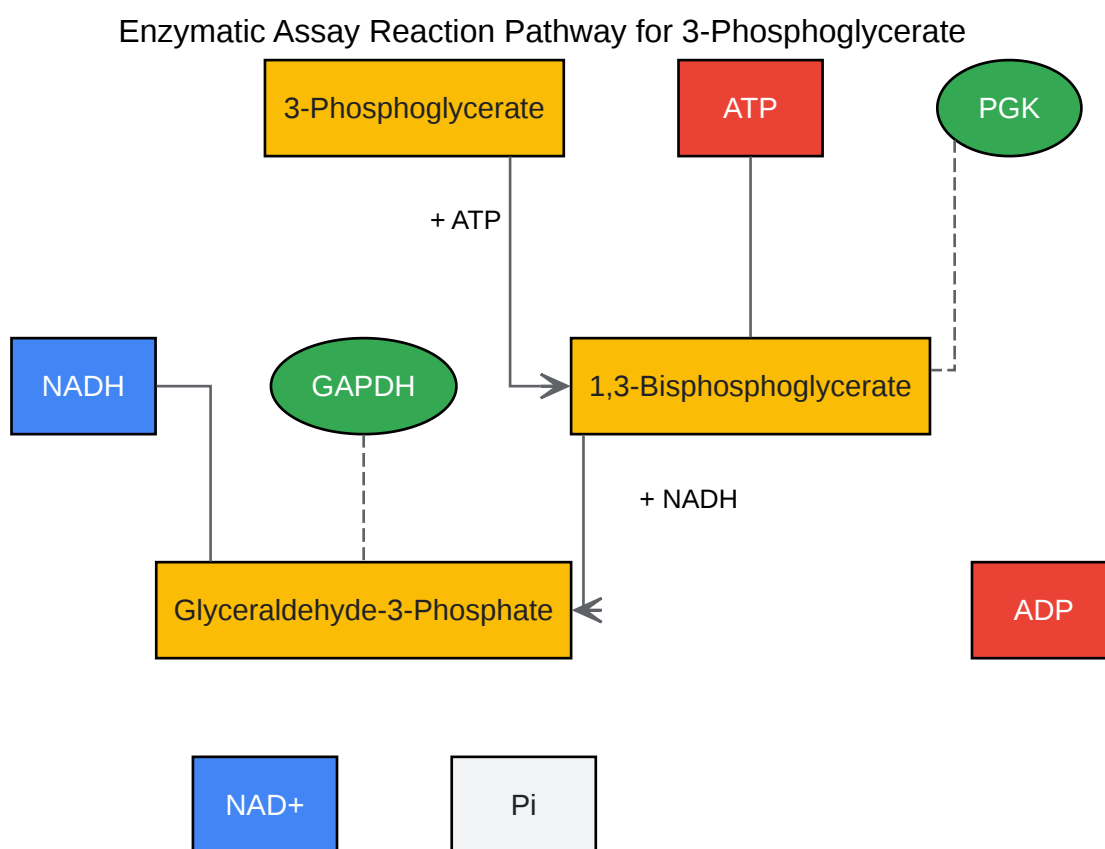 Enzymatic Assay Reaction Pathway for 3-Phosphoglycerate
3-Phosphoglycerate
ATP
PGK
+ ATP
NADH
GAPDH
1,3-Bisphosphoglycerate
+ NADH
Glyceraldehyde-3-Phosphate
ADP
NAD+
Pi